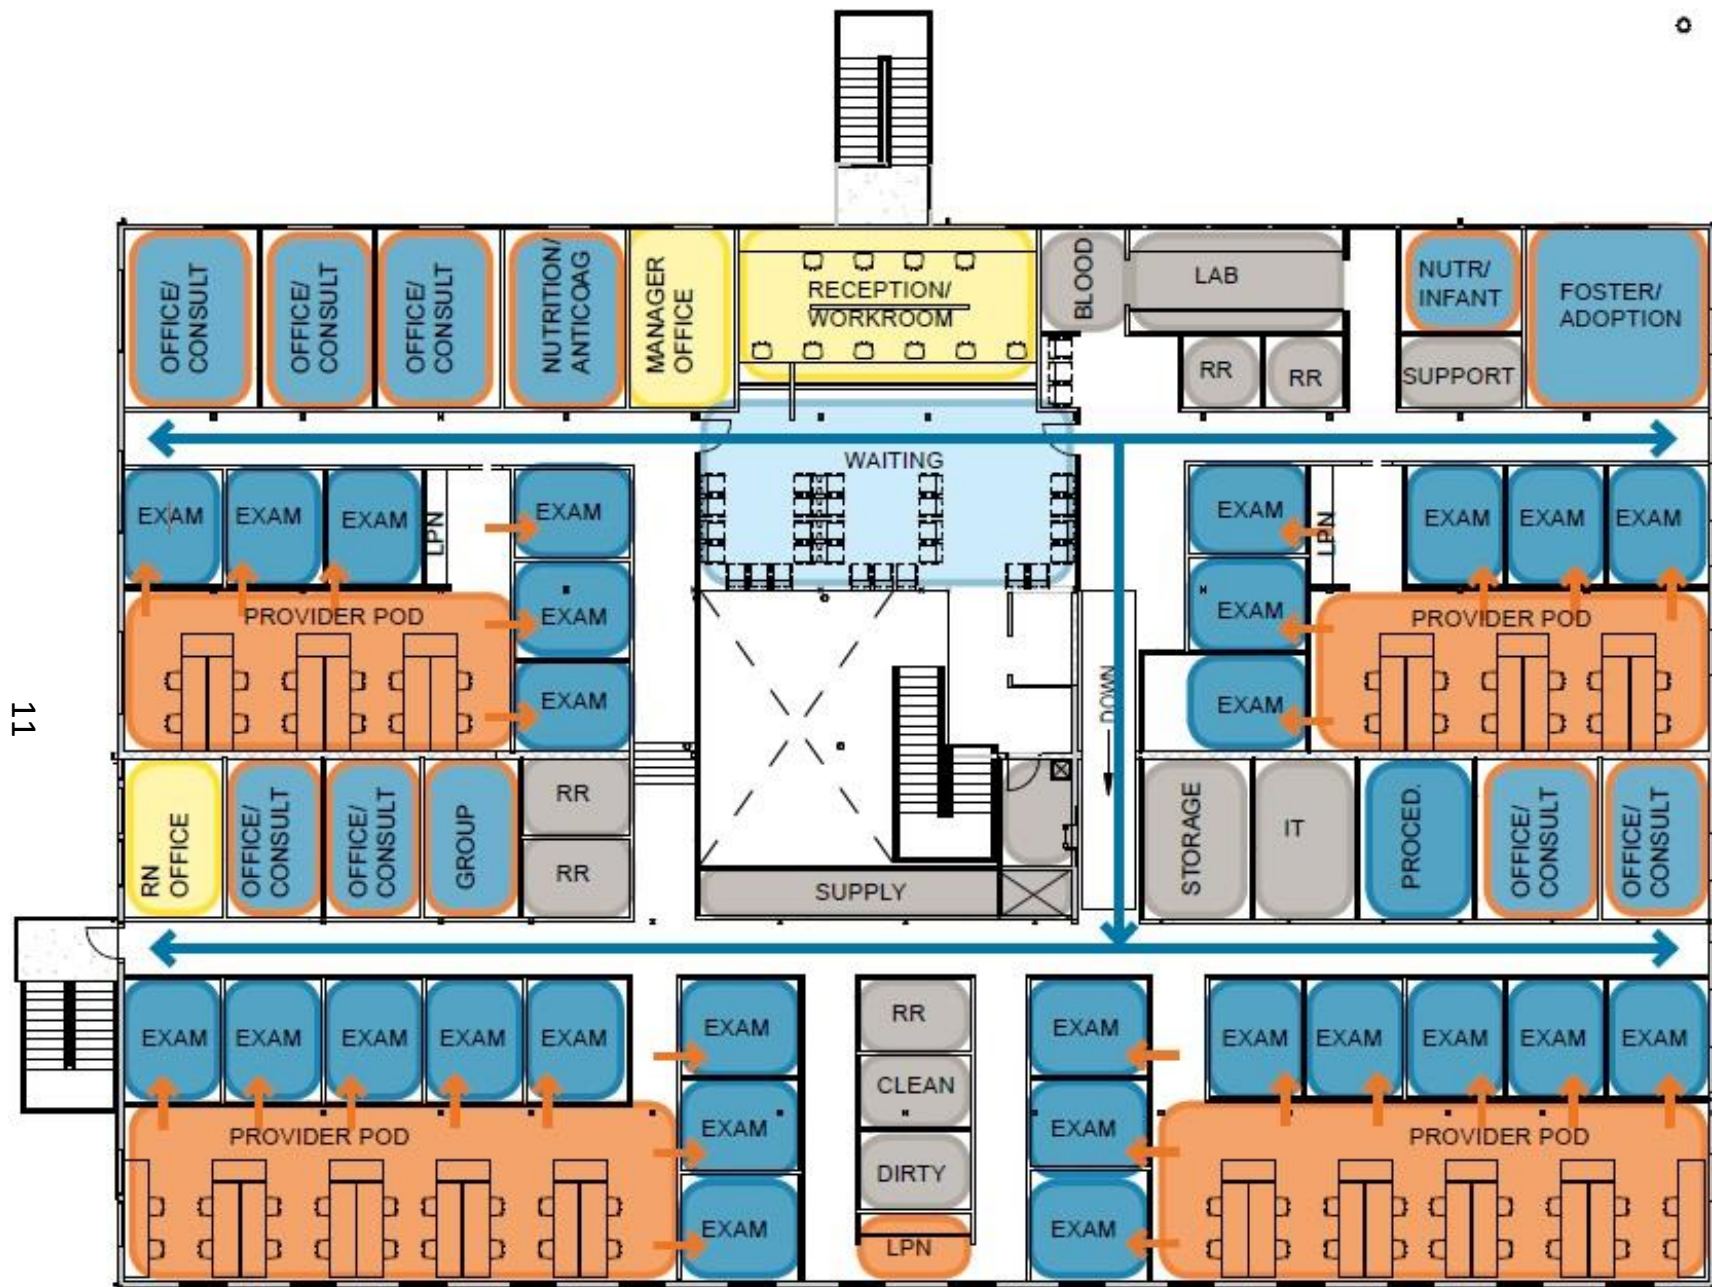 OFFICE/
CONSULT
OFFICE/
CONSULT
OFFICE/
CONSULT
NUTRITION/
ANTICOAG
MANAGER
OFFICE
RECEPTION/
WORKROOM
BLOOD
LAB
RR
RR
NUTR/
INFANT
SUPPORT
FOSTER/
ADOPTION
WAITING
EXAM
EXAM
EXAM
LPN
EXAM
EXAM
EXAM
PROVIDER POD
EXAM
EXAM
EXAM
LPN
EXAM
EXAM
EXAM
PROVIDER POD
DOWN
11
RN
OFFICE
OFFICE/
CONSULT
OFFICE/
CONSULT
GROUP
RR
RR
SUPPLY
STORAGE
IT
PROCED.
OFFICE/
CONSULT
OFFICE/
CONSULT
EXAM
EXAM
EXAM
EXAM
EXAM
EXAM
EXAM
EXAM
PROVIDER POD
RR
CLEAN
DIRTY
LPN
EXAM
EXAM
EXAM
EXAM
EXAM
EXAM
EXAM
EXAM
PROVIDER POD